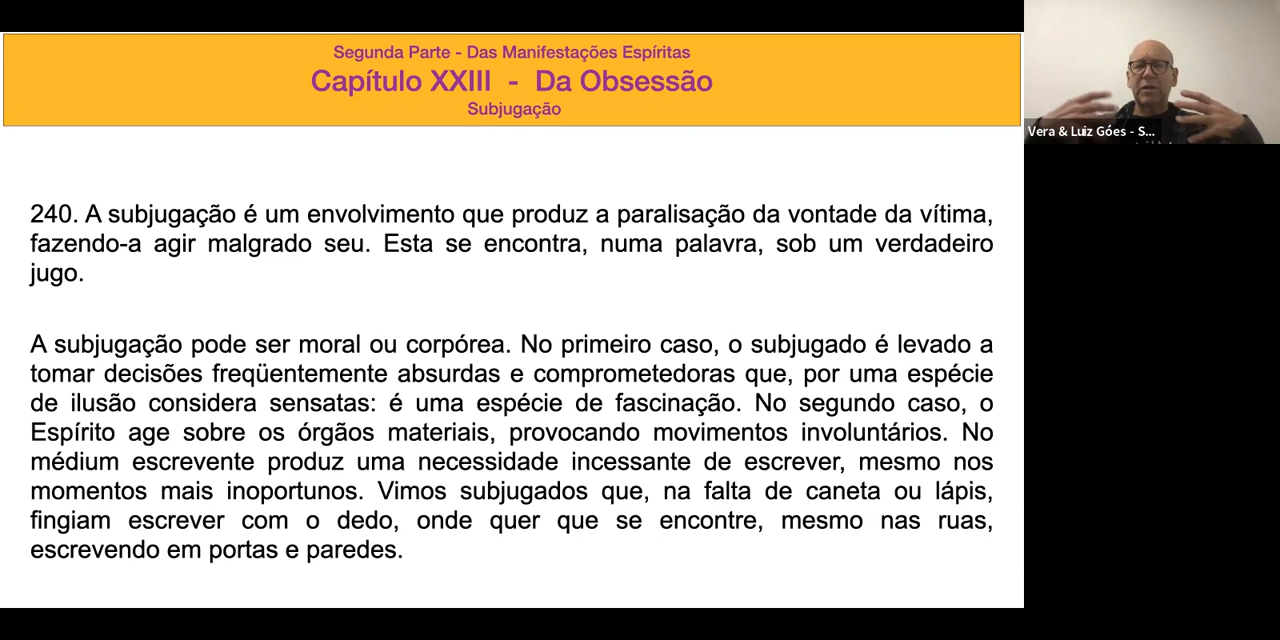 Segunda Parte - Das Manifestações Espíritas
Capítulo XXIII - Da Obsessão
Subjugação
Vera & Luiz Góes - S...
240. A subjugação é um envolvimento que produz a paralisação da vontade da vítima,
fazendo-a agir malgrado seu. Esta se encontra, numa palavra, sob um verdadeiro
jugo.
A subjugação pode ser moral ou corpórea. No primeiro caso, o subjugado é levado a
tomar decisões freqüentemente absurdas e comprometedoras que, por uma espécie
de ilusão considera sensatas: é uma espécie de fascinação. No segundo caso, o
Espírito age sobre os órgãos materiais, provocando movimentos involuntários. No
médium escrevente produz uma necessidade incessante de escrever, mesmo nos
momentos mais inoportunos. Vimos subjugados que, na falta de caneta ou lápis,
fingiam escrever com o dedo, onde quer que se encontre, mesmo nas ruas,
escrevendo em portas e paredes.